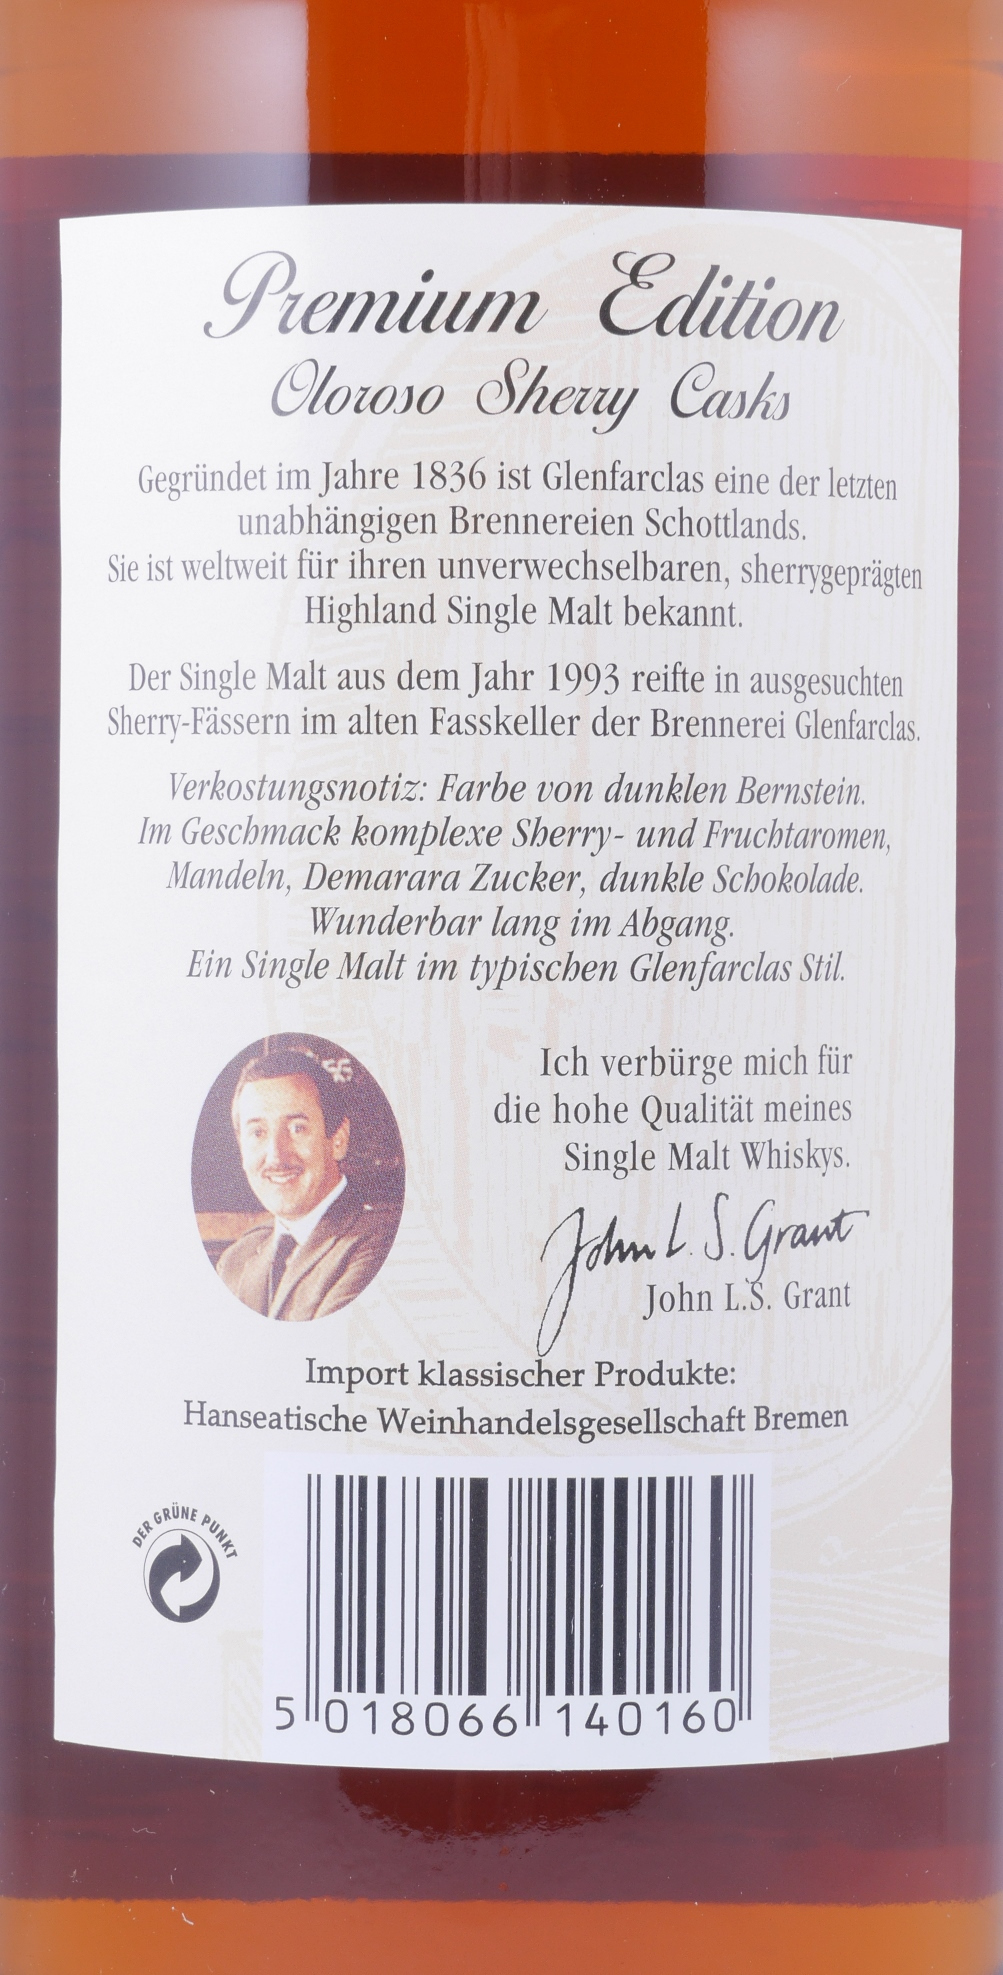 Premium Edition
Oloroso Sherry Casks
Gegründet im Jahre 1836 ist Glenfarclas eine der letzten
unabhängigen Brennereien Schottlands.
Sie ist weltweit für ihren unverwechselbaren, sherrygeprägten
Highland Single Malt bekannt.
Der Single Malt aus dem Jahr 1993 reifte in ausgesuchten
Sherry-Fässern im alten Fasskeller der Brennerei Glenfarclas.
Verkostungsnotiz: Farbe von dunklen Bernstein.
Im Geschmack komplexe Sherry- und Fruchtaromen,
Mandeln, Demarara Zucker, dunkle Schokolade.
Wunderbar lang im Abgang.
Ein Single Malt im typischen Glenfarclas Stil.
Ich verbürge mich für
die hohe Qualität meines
Single Malt Whiskys.
John L. S. Grant
John L.S. Grant
Import klassischer Produkte:
Hanseatische Weinhandelsgesellschaft Bremen
DER GRÜNE PUNKT
5 018066 140160